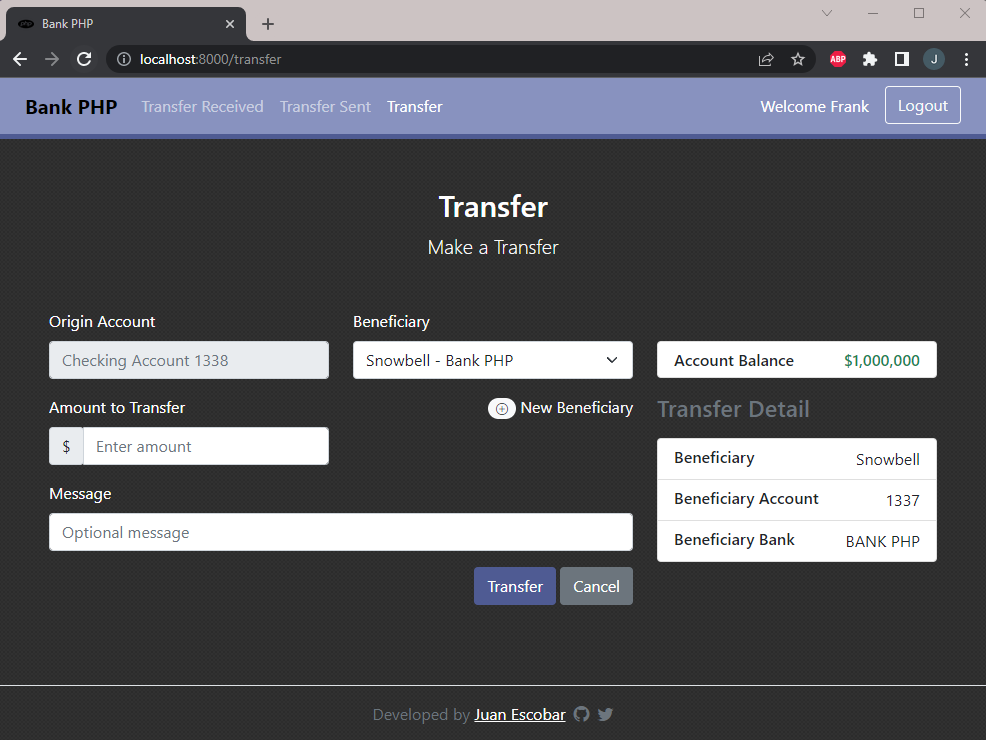 Bank PHP
localhost:8000/transfer
ABP
J
Bank PHP Transfer Received Transfer Sent Transfer Welcome Frank Logout
Transfer
Make a Transfer
Origin Account
Checking Account 1338
Beneficiary
Snowbell - Bank PHP
Account Balance $1,000,000
Amount to Transfer
$ Enter amount
New Beneficiary
Transfer Detail
Beneficiary Snowbell
Beneficiary Account 1337
Beneficiary Bank BANK PHP
Message
Optional message
Transfer Cancel
Developed by Juan Escobar